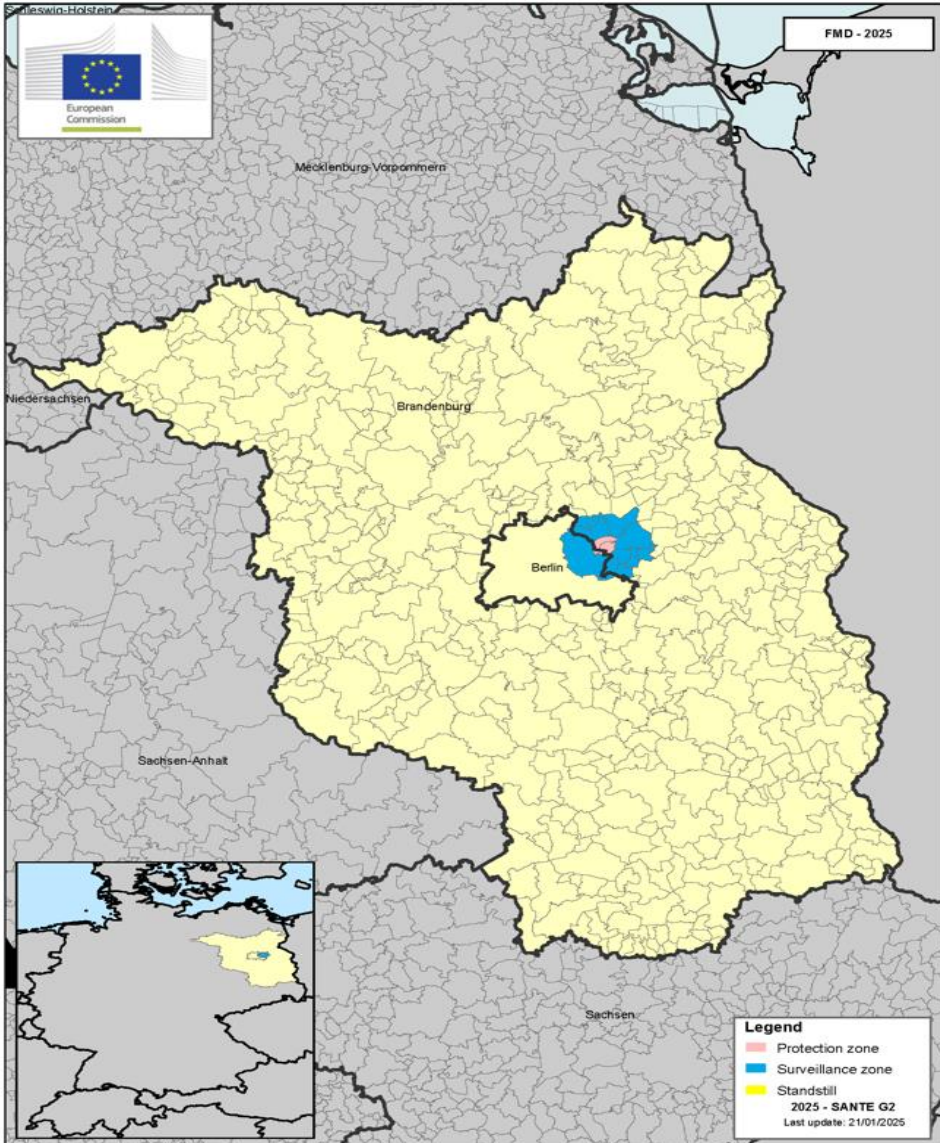 Schleswig-Holstein
FMD - 2025
European
Commission
Mecklenburg-Vorpommern
Niedersachsen
Brandenburg
Berlin
Sachsen-Anhalt
Sachsen
Legend
Protection zone
Surveillance zone
Standstill
2025 - SANTE G2
Last update: 21/01/2025